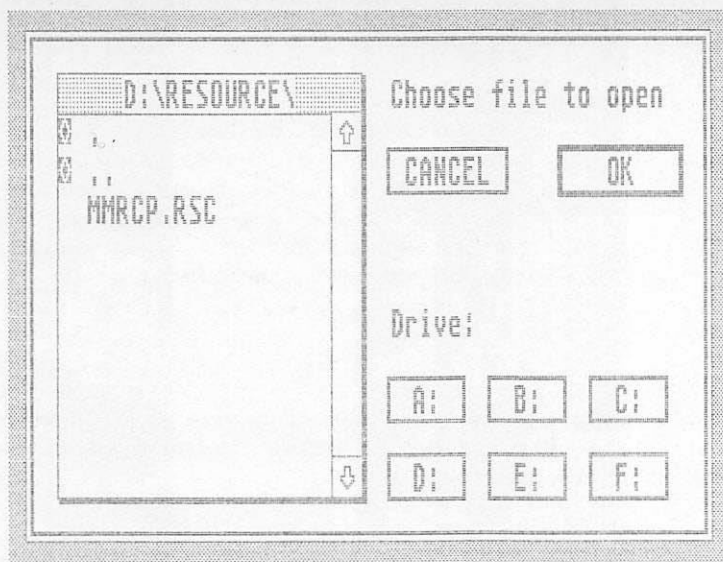 D:\RESOURCE\
.
..
MMRCP.RSC
Choose file to open
CANCEL
OK
Drive:
A:
B:
C:
D:
E:
F: